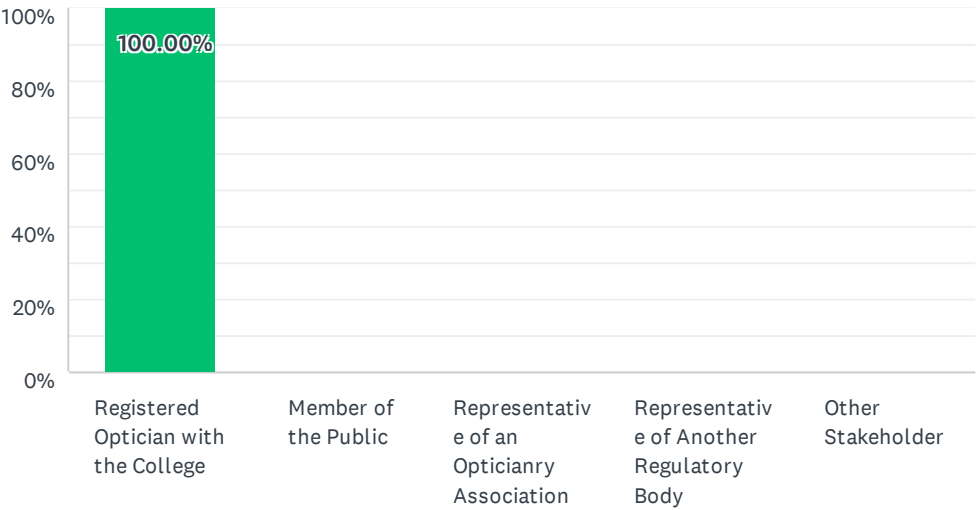 100%
100.00%
80%
60%
40%
20%
0%
Registered
Optician with
the College
Member of
the Public
Representativ
e of an
Opticianry
Association
Representativ
e of Another
Regulatory
Body
Other
Stakeholder